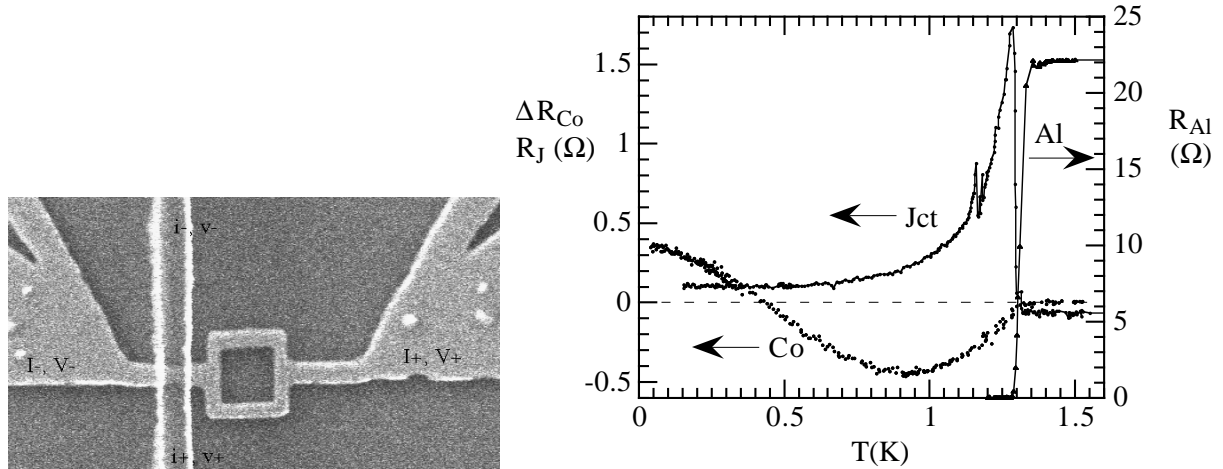 i-, v-
I-, V-
I+, V+
i+, v+
ΔR_Co
R_J (Ω)
1.5
1
0.5
0
-0.5
Jct
Co
Al
0
0.5
1
1.5
T(K)
25
20
15
10
5
0
R_Al
(Ω)